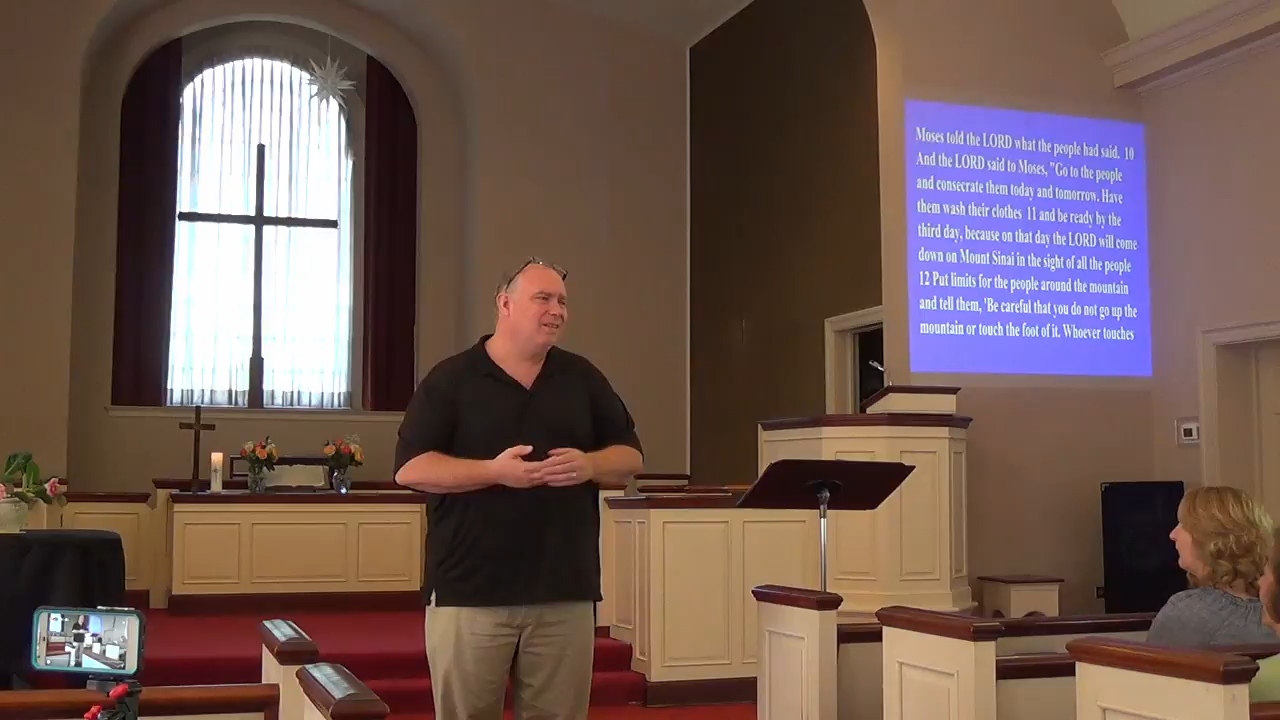 Moses told the LORD what the people had said. 10
And the LORD said to Moses, "Go to the people
and consecrate them today and tomorrow. Have
them wash their clothes 11 and be ready by the
third day, because on that day the LORD will come
down on Mount Sinai in the sight of all the people
12 Put limits for the people around the mountain
and tell them, 'Be careful that you do not go up the
mountain or touch the foot of it. Whoever touches